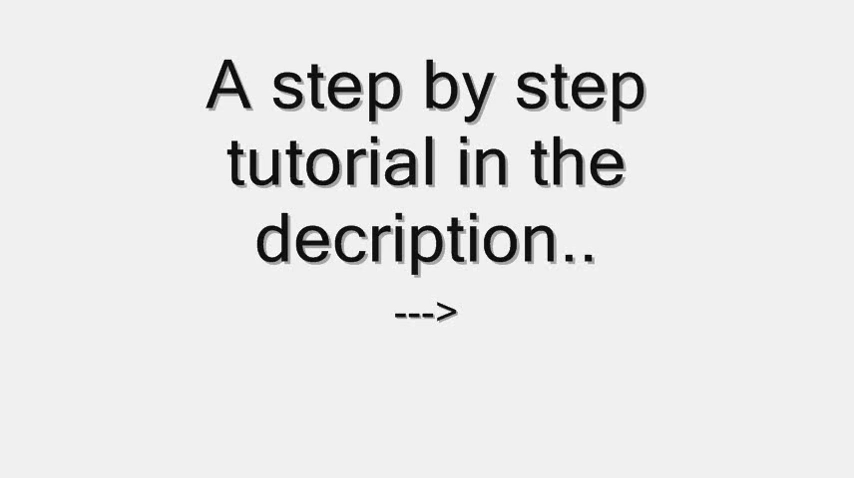 A step by step
tutorial in the
decription..
--->